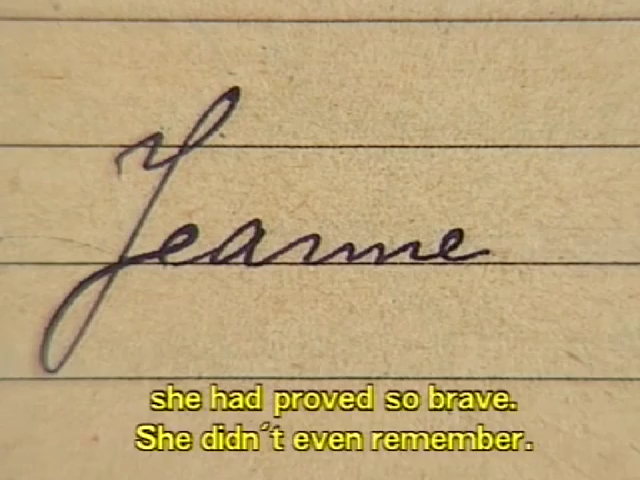 Jeanne
she had proved so brave.
She didn´t even remember.